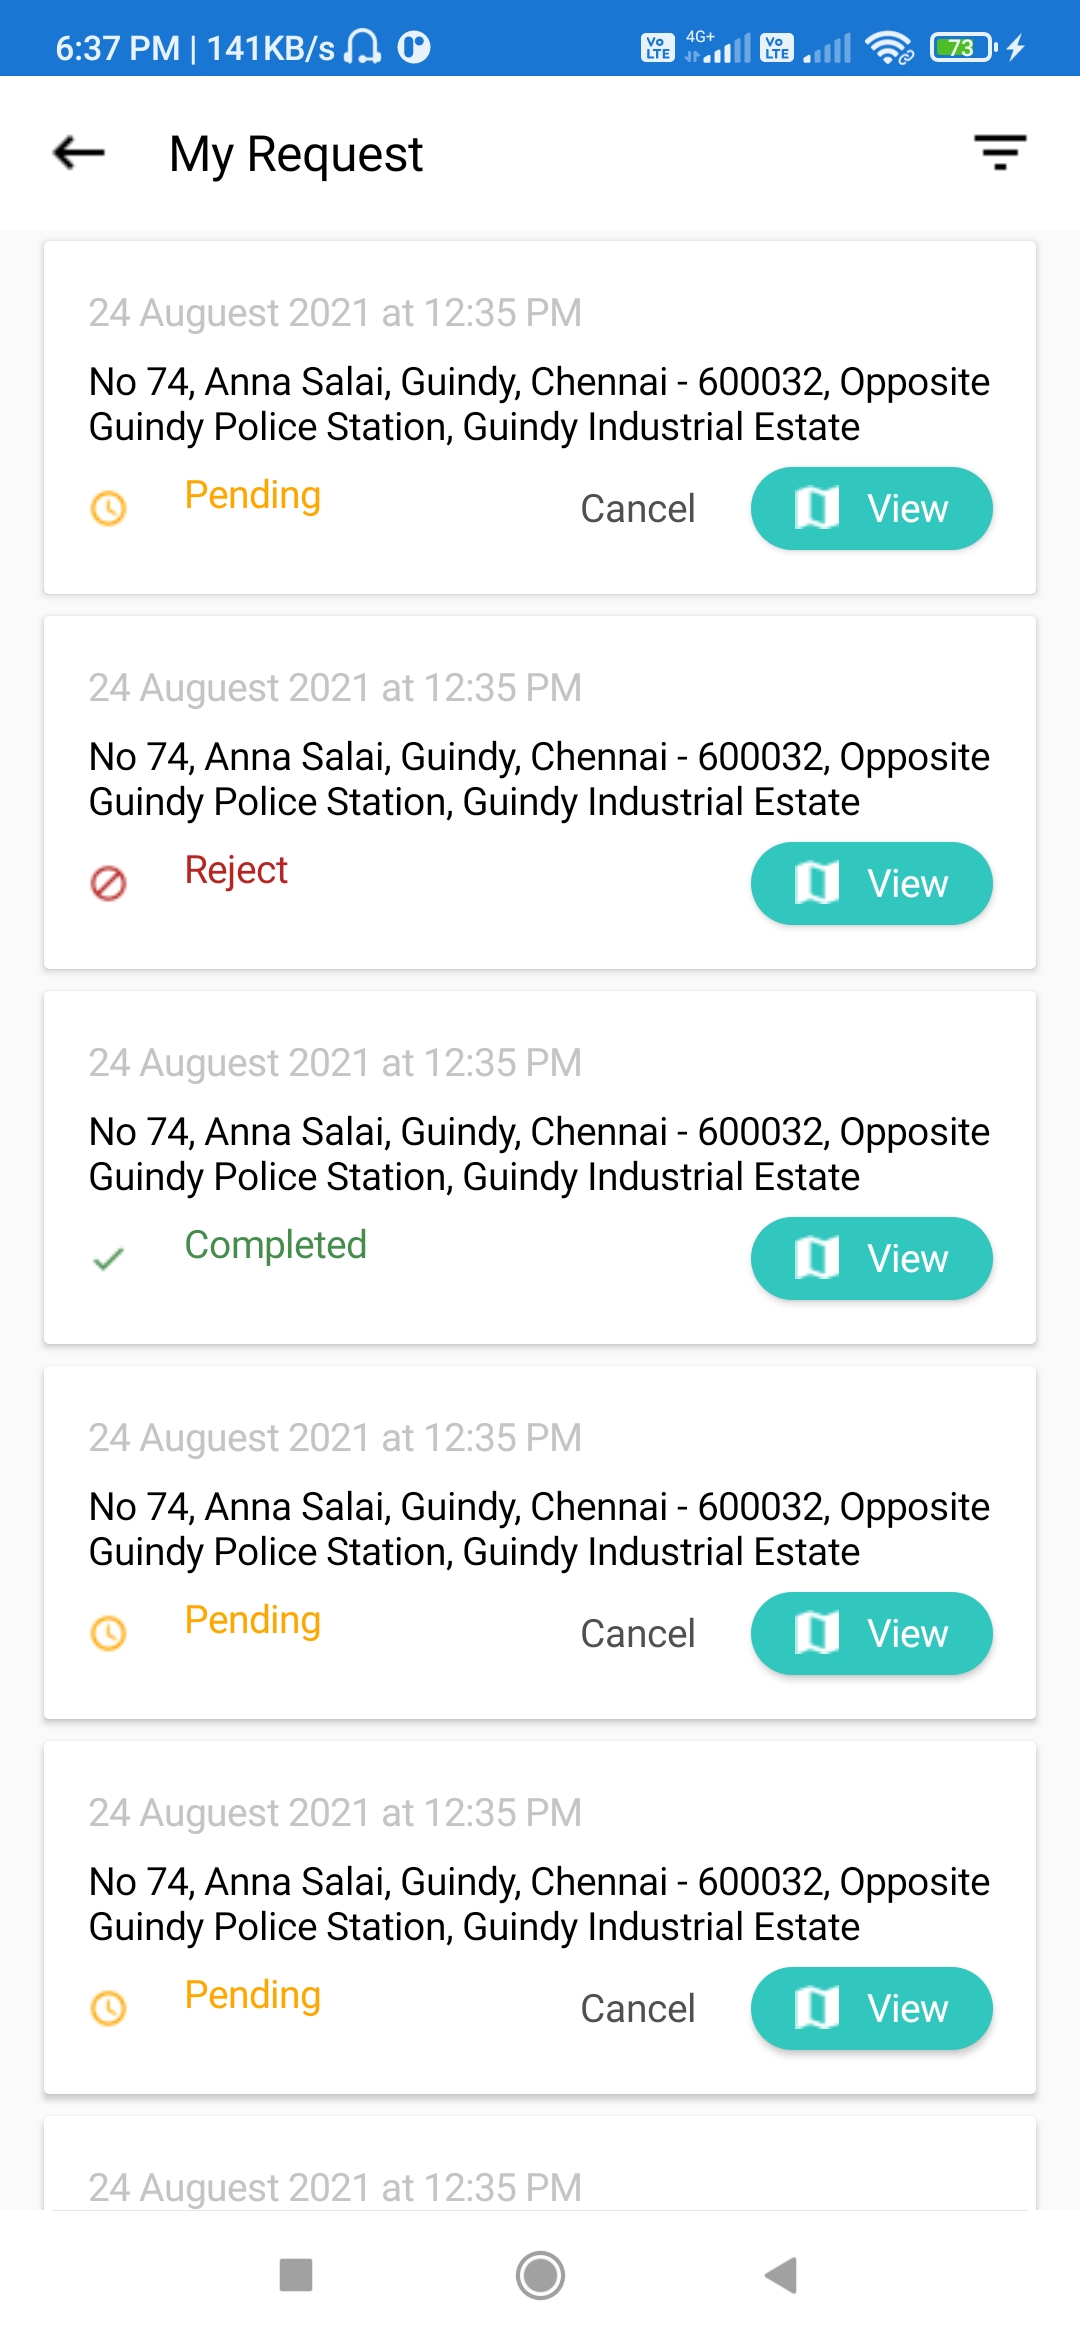 6:37 PM | 141KB/s Vo LTE 4G+ Vo LTE 73
My Request
24 Auguest 2021 at 12:35 PM
No 74, Anna Salai, Guindy, Chennai - 600032, Opposite
Guindy Police Station, Guindy Industrial Estate
Pending Cancel View
24 Auguest 2021 at 12:35 PM
No 74, Anna Salai, Guindy, Chennai - 600032, Opposite
Guindy Police Station, Guindy Industrial Estate
Reject View
24 Auguest 2021 at 12:35 PM
No 74, Anna Salai, Guindy, Chennai - 600032, Opposite
Guindy Police Station, Guindy Industrial Estate
Completed View
24 Auguest 2021 at 12:35 PM
No 74, Anna Salai, Guindy, Chennai - 600032, Opposite
Guindy Police Station, Guindy Industrial Estate
Pending Cancel View
24 Auguest 2021 at 12:35 PM
No 74, Anna Salai, Guindy, Chennai - 600032, Opposite
Guindy Police Station, Guindy Industrial Estate
Pending Cancel View
24 Auguest 2021 at 12:35 PM